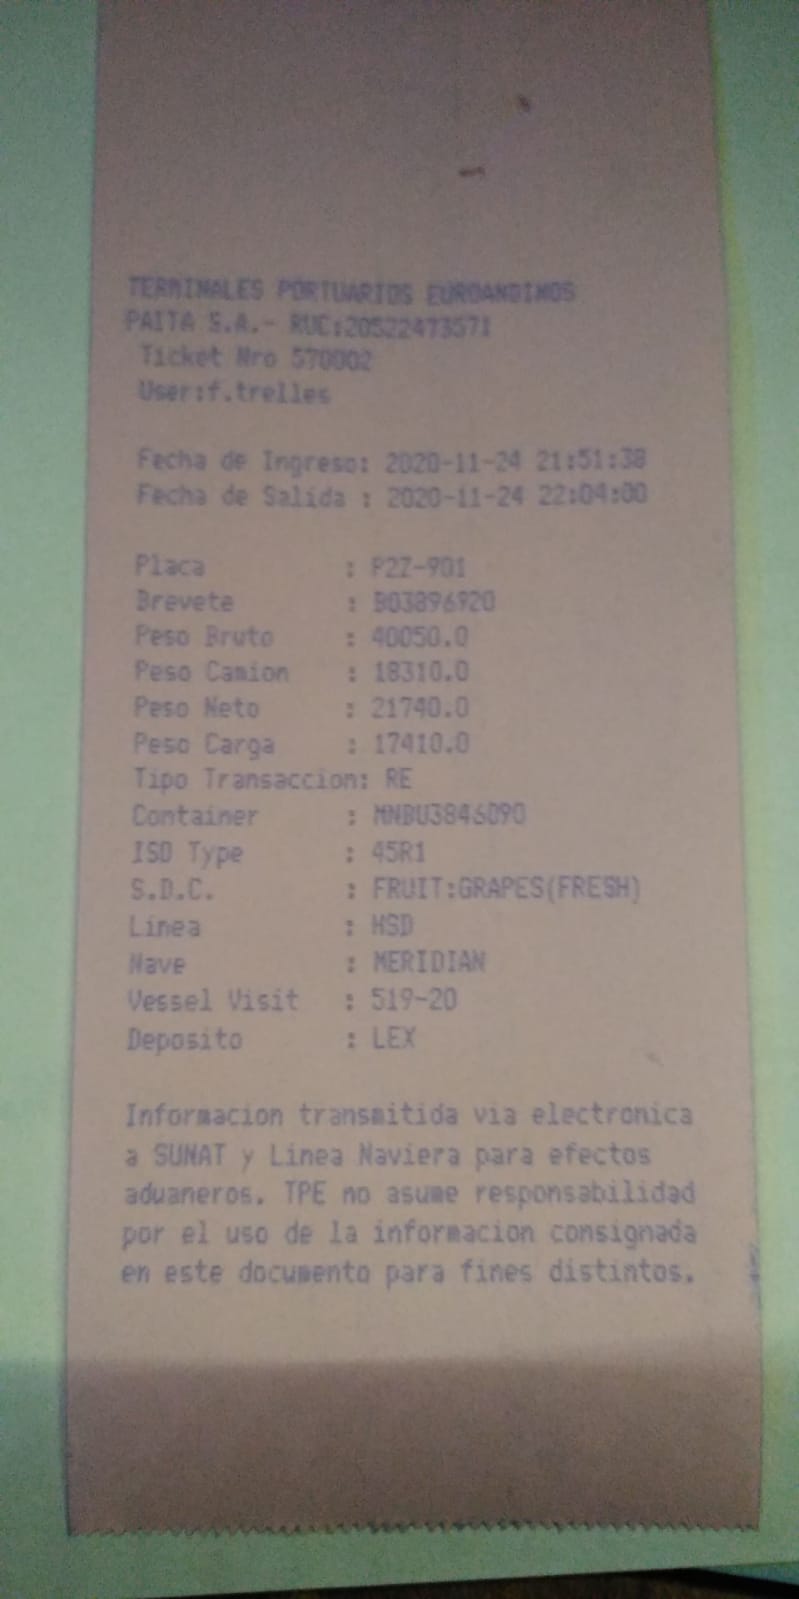 TERMINALES PORTUARIOS EUROANDINOS
PAITA S.A.- RUC:20522473571
Ticket Nro 570002
User:f.trelles
Fecha de Ingreso: 2020-11-24 21:51:38
Fecha de Salida : 2020-11-24 22:04:00
Placa : P2Z-901
Brevete : B03896920
Peso Bruto : 40050.0
Peso Camion : 18310.0
Peso Neto : 21740.0
Peso Carga : 17410.0
Tipo Transaccion: RE
Container : MNBU3846090
ISO Type : 45R1
S.D.C. : FRUIT:GRAPES(FRESH)
Linea : HSD
Nave : MERIDIAN
Vessel Visit : 519-20
Deposito : LEX
Informacion transmitida via electronica
a SUNAT y Linea Naviera para efectos
aduaneros. TPE no asume responsabilidad
por el uso de la informacion consignada
en este documento para fines distintos.